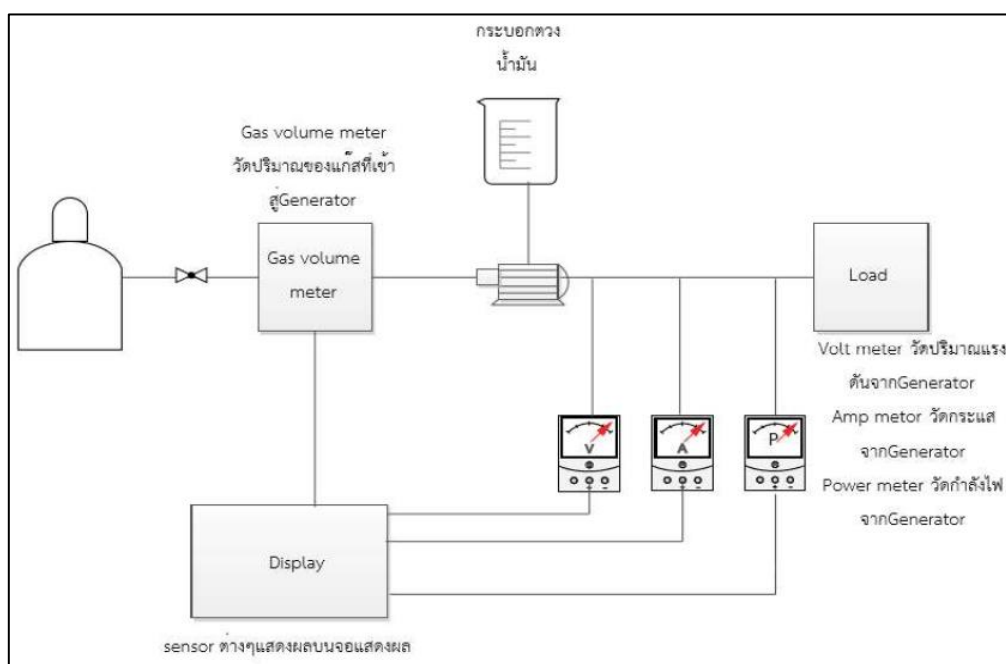 กระบอกตวง
น้ำมัน
Gas volume meter
วัดปริมาณของแก๊สที่เข้า
สู่Generator
Gas volume
meter
Load
Volt meter วัดปริมาณแรง
ดันจากGenerator
Amp metor วัดกระแส
จากGenerator
Power meter วัดกำลังไฟ
จากGenerator
V
A
P
Display
sensor ต่างๆแสดงผลบนจอแสดงผล